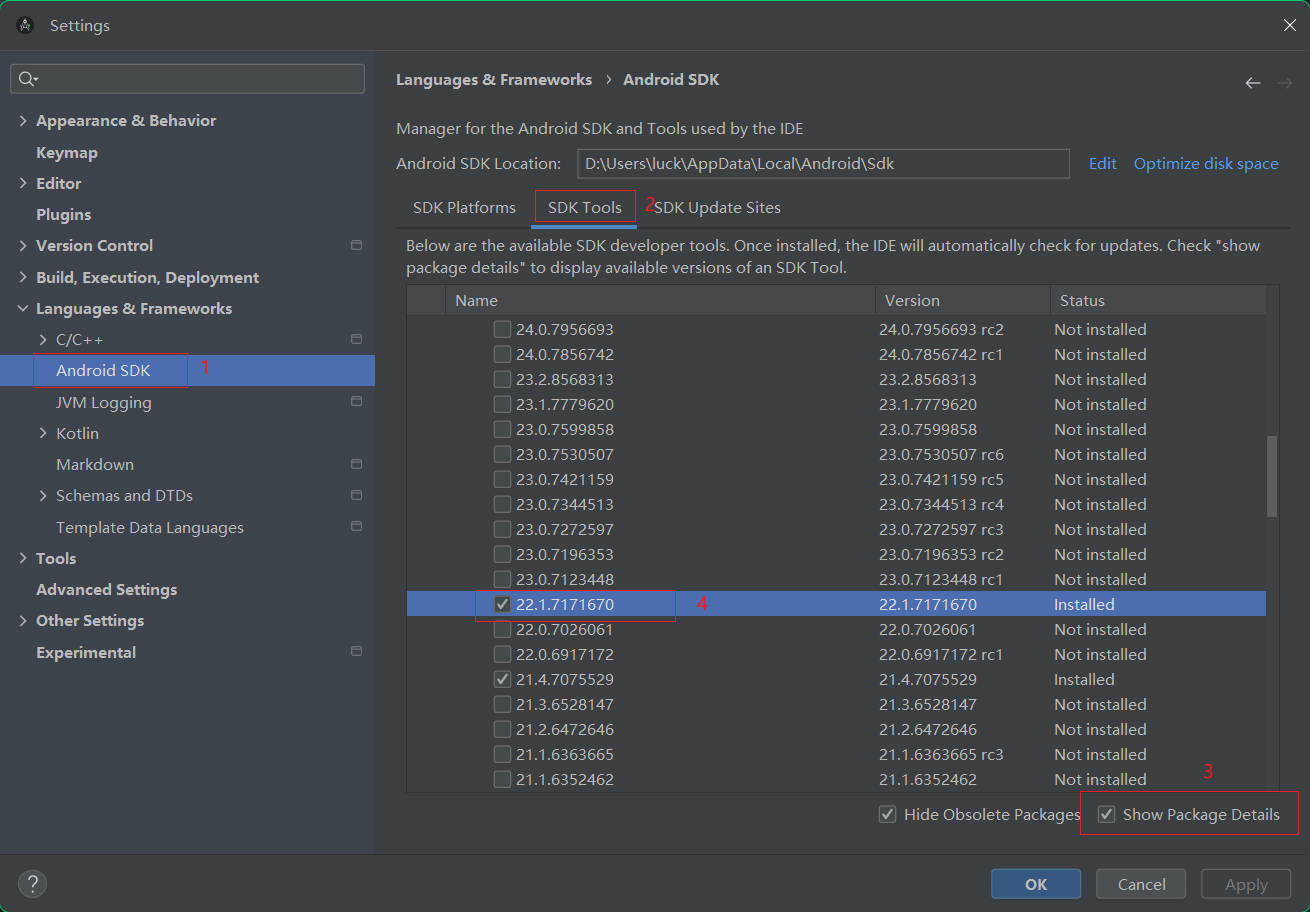 Settings
Languages & Frameworks › Android SDK
Appearance & Behavior
Keymap
Editor
Plugins
Version Control
Build, Execution, Deployment
Languages & Frameworks
C/C++
Android SDK 1
JVM Logging
Kotlin
Markdown
Schemas and DTDs
Template Data Languages
Tools
Advanced Settings
Other Settings
Experimental
Manager for the Android SDK and Tools used by the IDE
Android SDK Location: D:\Users\luck\AppData\Local\Android\Sdk Edit Optimize disk space
SDK Platforms SDK Tools 2 SDK Update Sites
Below are the available SDK developer tools. Once installed, the IDE will automatically check for updates. Check "show
package details" to display available versions of an SDK Tool.
Name Version Status
24.0.7956693 24.0.7956693 rc2 Not installed
24.0.7856742 24.0.7856742 rc1 Not installed
23.2.8568313 23.2.8568313 Not installed
23.1.7779620 23.1.7779620 Not installed
23.0.7599858 23.0.7599858 Not installed
23.0.7530507 23.0.7530507 rc6 Not installed
23.0.7421159 23.0.7421159 rc5 Not installed
23.0.7344513 23.0.7344513 rc4 Not installed
23.0.7272597 23.0.7272597 rc3 Not installed
23.0.7196353 23.0.7196353 rc2 Not installed
23.0.7123448 23.0.7123448 rc1 Not installed
22.1.7171670 4 22.1.7171670 Installed
22.0.7026061 22.0.7026061 Not installed
22.0.6917172 22.0.6917172 rc1 Not installed
21.4.7075529 21.4.7075529 Installed
21.3.6528147 21.3.6528147 Not installed
21.2.6472646 21.2.6472646 Not installed
21.1.6363665 21.1.6363665 rc3 Not installed
21.1.6352462 21.1.6352462 Not installed
3
Hide Obsolete Packages Show Package Details
? OK Cancel Apply